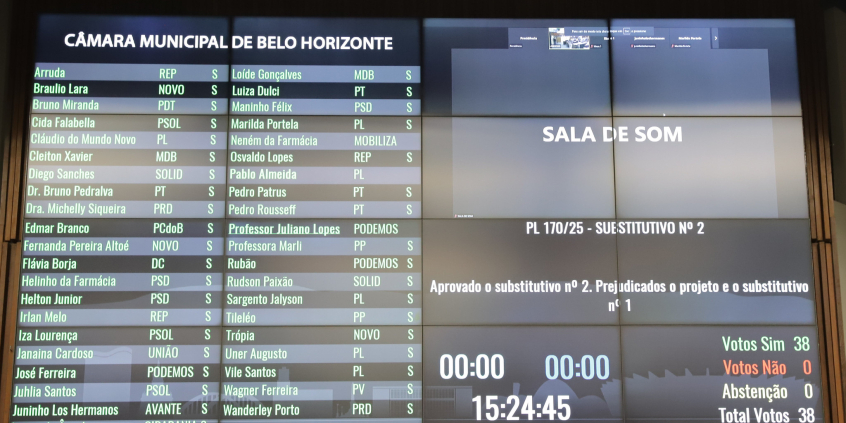 CÂMARA MUNICIPAL DE BELO HORIZONTE
Arruda REP S Loíde Gonçalves MDB S
Braulio Lara NOVO S Luiza Dulci PT S
Bruno Miranda PDT S Maninho Félix PSD S
Cida Falabella PSOL S Marilda Portela PL S
Cláudio do Mundo Novo PL S Neném da Farmácia MOBILIZA
Cleiton Xavier MDB S Osvaldo Lopes REP S
Diego Sanches SOLID S Pablo Almeida PL
Dr. Bruno Pedralva PT S Pedro Patrus PT S
Dra. Michelly Siqueira PRD S Pedro Rousseff PT S
Edmar Branco PCdoB S Professor Juliano Lopes PODEMOS
Fernanda Pereira Altoé NOVO S Professora Marli PP S
Flávia Borja DC S Rubão PODEMOS S
Helinho da Farmácia PSD S Rudson Paixão SOLID S
Helton Junior PSD S Sargento Jalyson PL S
Irlan Melo REP S Tileléo PP S
Iza Lourença PSOL S Trópia NOVO S
Janaina Cardoso UNIÃO S Uner Augusto PL S
José Ferreira PODEMOS S Vile Santos PL S
Juhlia Santos PSOL S Wagner Ferreira PV S
Juninho Los Hermanos AVANTE S Wanderley Porto PRD S
SALA DE SOM
PL 170/25 - SUBSTITUTIVO Nº 2
Aprovado o substitutivo nº 2. Prejudicados o projeto e o substitutivo
nº 1
00:00 00:00
15:24:45
Votos Sim 38
Votos Não 0
Abstenção 0
Total Votos 38